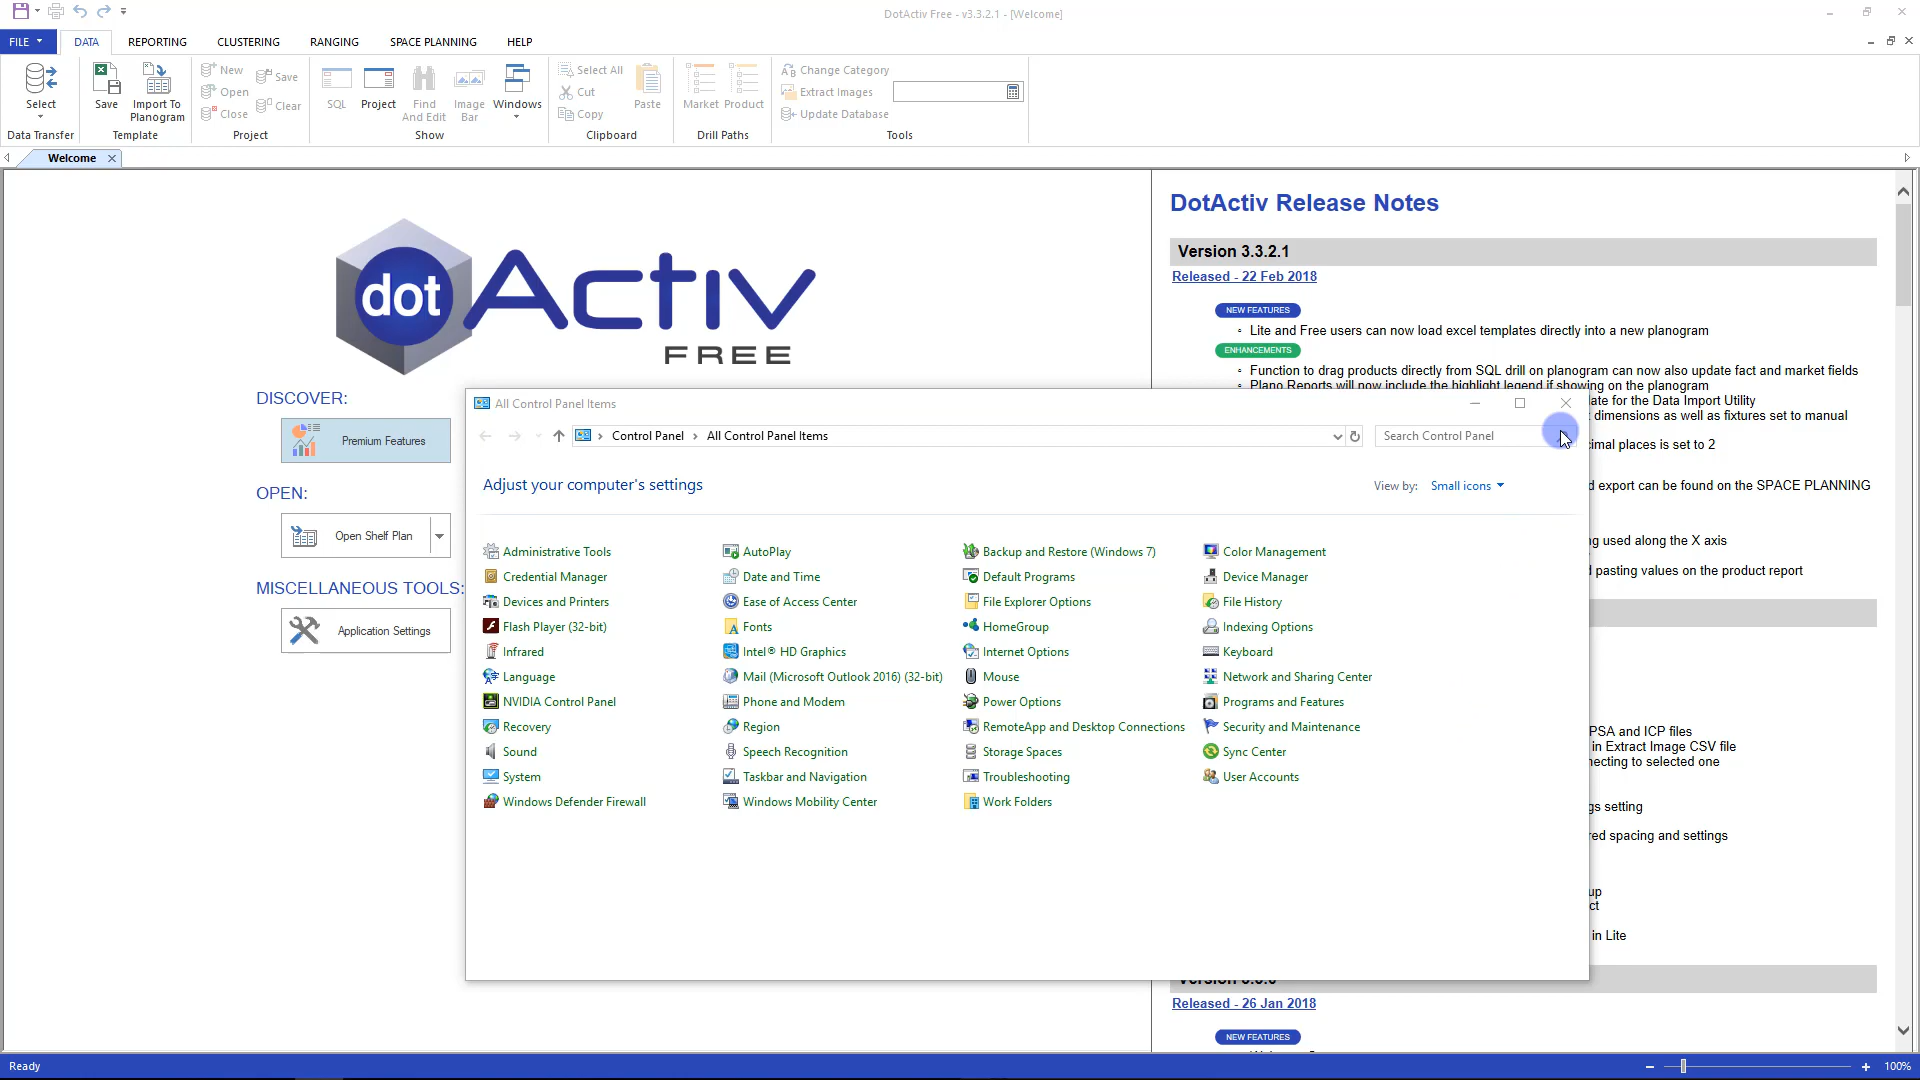 DotActiv Free - v3.3.2.1 - [Welcome]
FILE DATA REPORTING CLUSTERING RANGING SPACE PLANNING HELP
Select
Data Transfer
Save
Import To
Planogram
Template
New
Open
Close
Save
Clear
Project
SQL
Project
Find
And Edit
Image
Bar
Windows
Show
Select All
Cut
Copy
Paste
Clipboard
Market
Product
Drill Paths
Change Category
Extract Images
Update Database
Tools
Welcome
dot Activ
FREE
DISCOVER:
Premium Features
OPEN:
Open Shelf Plan
MISCELLANEOUS TOOLS:
Application Settings
DotActiv Release Notes
Version 3.3.2.1
Released - 22 Feb 2018
NEW FEATURES
Lite and Free users can now load excel templates directly into a new planogram
ENHANCEMENTS
Function to drag products directly from SQL drill on planogram can now also update fact and market fields
Plano Reports will now include the highlight legend if showing on the planogram
ate for the Data Import Utility
dimensions as well as fixtures set to manual
imal places is set to 2
d export can be found on the SPACE PLANNING
ng used along the X axis
d pasting values on the product report
PSA and ICP files
in Extract Image CSV file
necting to selected one
gs setting
red spacing and settings
up
ct
in Lite
Released - 26 Jan 2018
NEW FEATURES
All Control Panel Items
Control Panel All Control Panel Items
Search Control Panel
Adjust your computer's settings
View by: Small icons
Administrative Tools AutoPlay Backup and Restore (Windows 7) Color Management
Credential Manager Date and Time Default Programs Device Manager
Devices and Printers Ease of Access Center File Explorer Options File History
Flash Player (32-bit) Fonts HomeGroup Indexing Options
Infrared Intel® HD Graphics Internet Options Keyboard
Language Mail (Microsoft Outlook 2016) (32-bit) Mouse Network and Sharing Center
NVIDIA Control Panel Phone and Modem Power Options Programs and Features
Recovery Region RemoteApp and Desktop Connections Security and Maintenance
Sound Speech Recognition Storage Spaces Sync Center
System Taskbar and Navigation Troubleshooting User Accounts
Windows Defender Firewall Windows Mobility Center Work Folders
Ready
100%